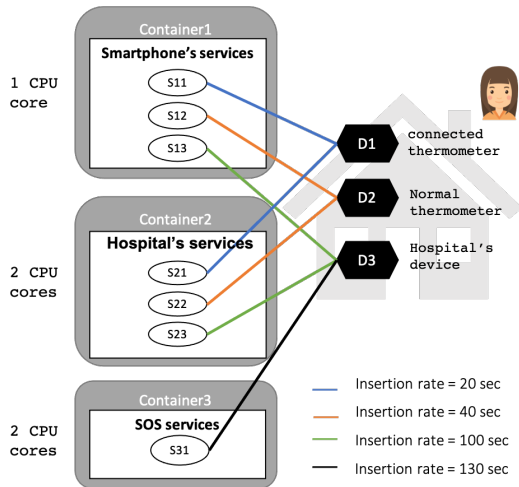 Container1
Smartphone's services
1 CPU
core
S11
S12
S13
D1
connected
thermometer
D2
Normal
thermometer
D3
Hospital's
device
Container2
Hospital's services
2 CPU
cores
S21
S22
S23
Container3
SOS services
2 CPU
cores
S31
Insertion rate = 20 sec
Insertion rate = 40 sec
Insertion rate = 100 sec
Insertion rate = 130 sec